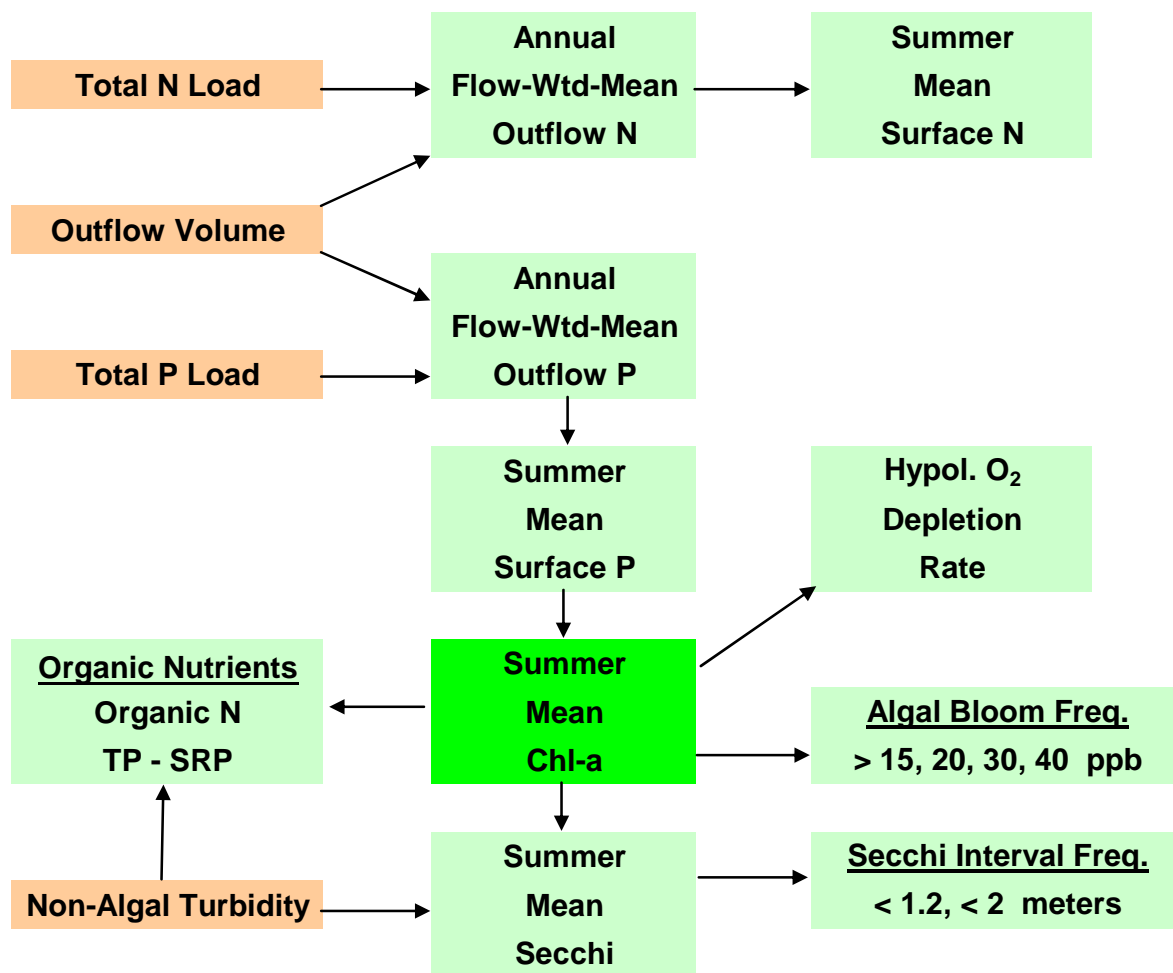 Total N Load
Annual
Flow-Wtd-Mean
Outflow N
Summer
Mean
Surface N
Outflow Volume
Annual
Flow-Wtd-Mean
Outflow P
Total P Load
Summer
Mean
Surface P
Hypol. O₂
Depletion
Rate
Organic Nutrients
Organic N
TP - SRP
Summer
Mean
Chl-a
Algal Bloom Freq.
> 15, 20, 30, 40 ppb
Non-Algal Turbidity
Summer
Mean
Secchi
Secchi Interval Freq.
< 1.2, < 2 meters